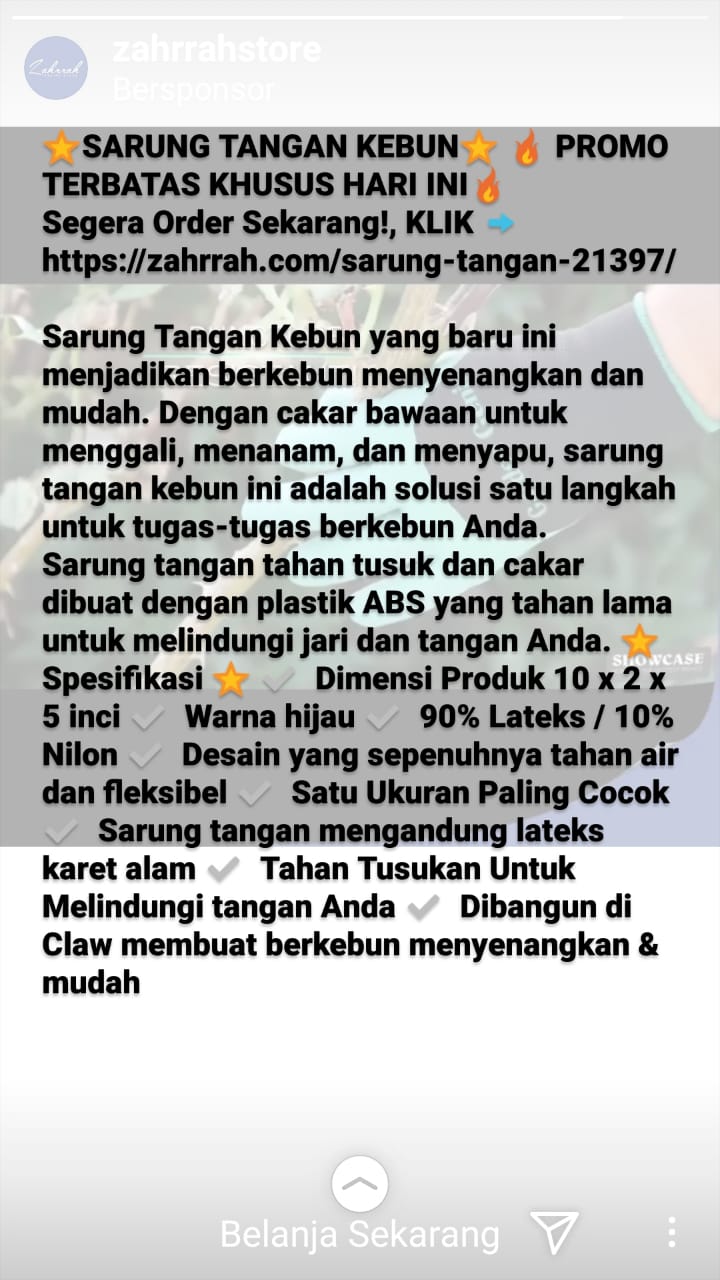 Zahrrah
zahrrahstore
Bersponsor
⭐SARUNG TANGAN KEBUN⭐ 🔥 PROMO
TERBATAS KHUSUS HARI INI🔥
Segera Order Sekarang!, KLIK ➡
https://zahrrah.com/sarung-tangan-21397/
Sarung Tangan Kebun yang baru ini
menjadikan berkebun menyenangkan dan
mudah. Dengan cakar bawaan untuk
menggali, menanam, dan menyapu, sarung
tangan kebun ini adalah solusi satu langkah
untuk tugas-tugas berkebun Anda.
Sarung tangan tahan tusuk dan cakar
dibuat dengan plastik ABS yang tahan lama
untuk melindungi jari dan tangan Anda. ⭐
SHOWCASE
Spesifikasi ⭐ ✔ Dimensi Produk 10 x 2 x
5 inci ✔ Warna hijau ✔ 90% Lateks / 10%
Nilon ✔ Desain yang sepenuhnya tahan air
dan fleksibel ✔ Satu Ukuran Paling Cocok
✔ Sarung tangan mengandung lateks
karet alam ✔ Tahan Tusukan Untuk
Melindungi tangan Anda ✔ Dibangun di
Claw membuat berkebun menyenangkan &
mudah
Belanja Sekarang